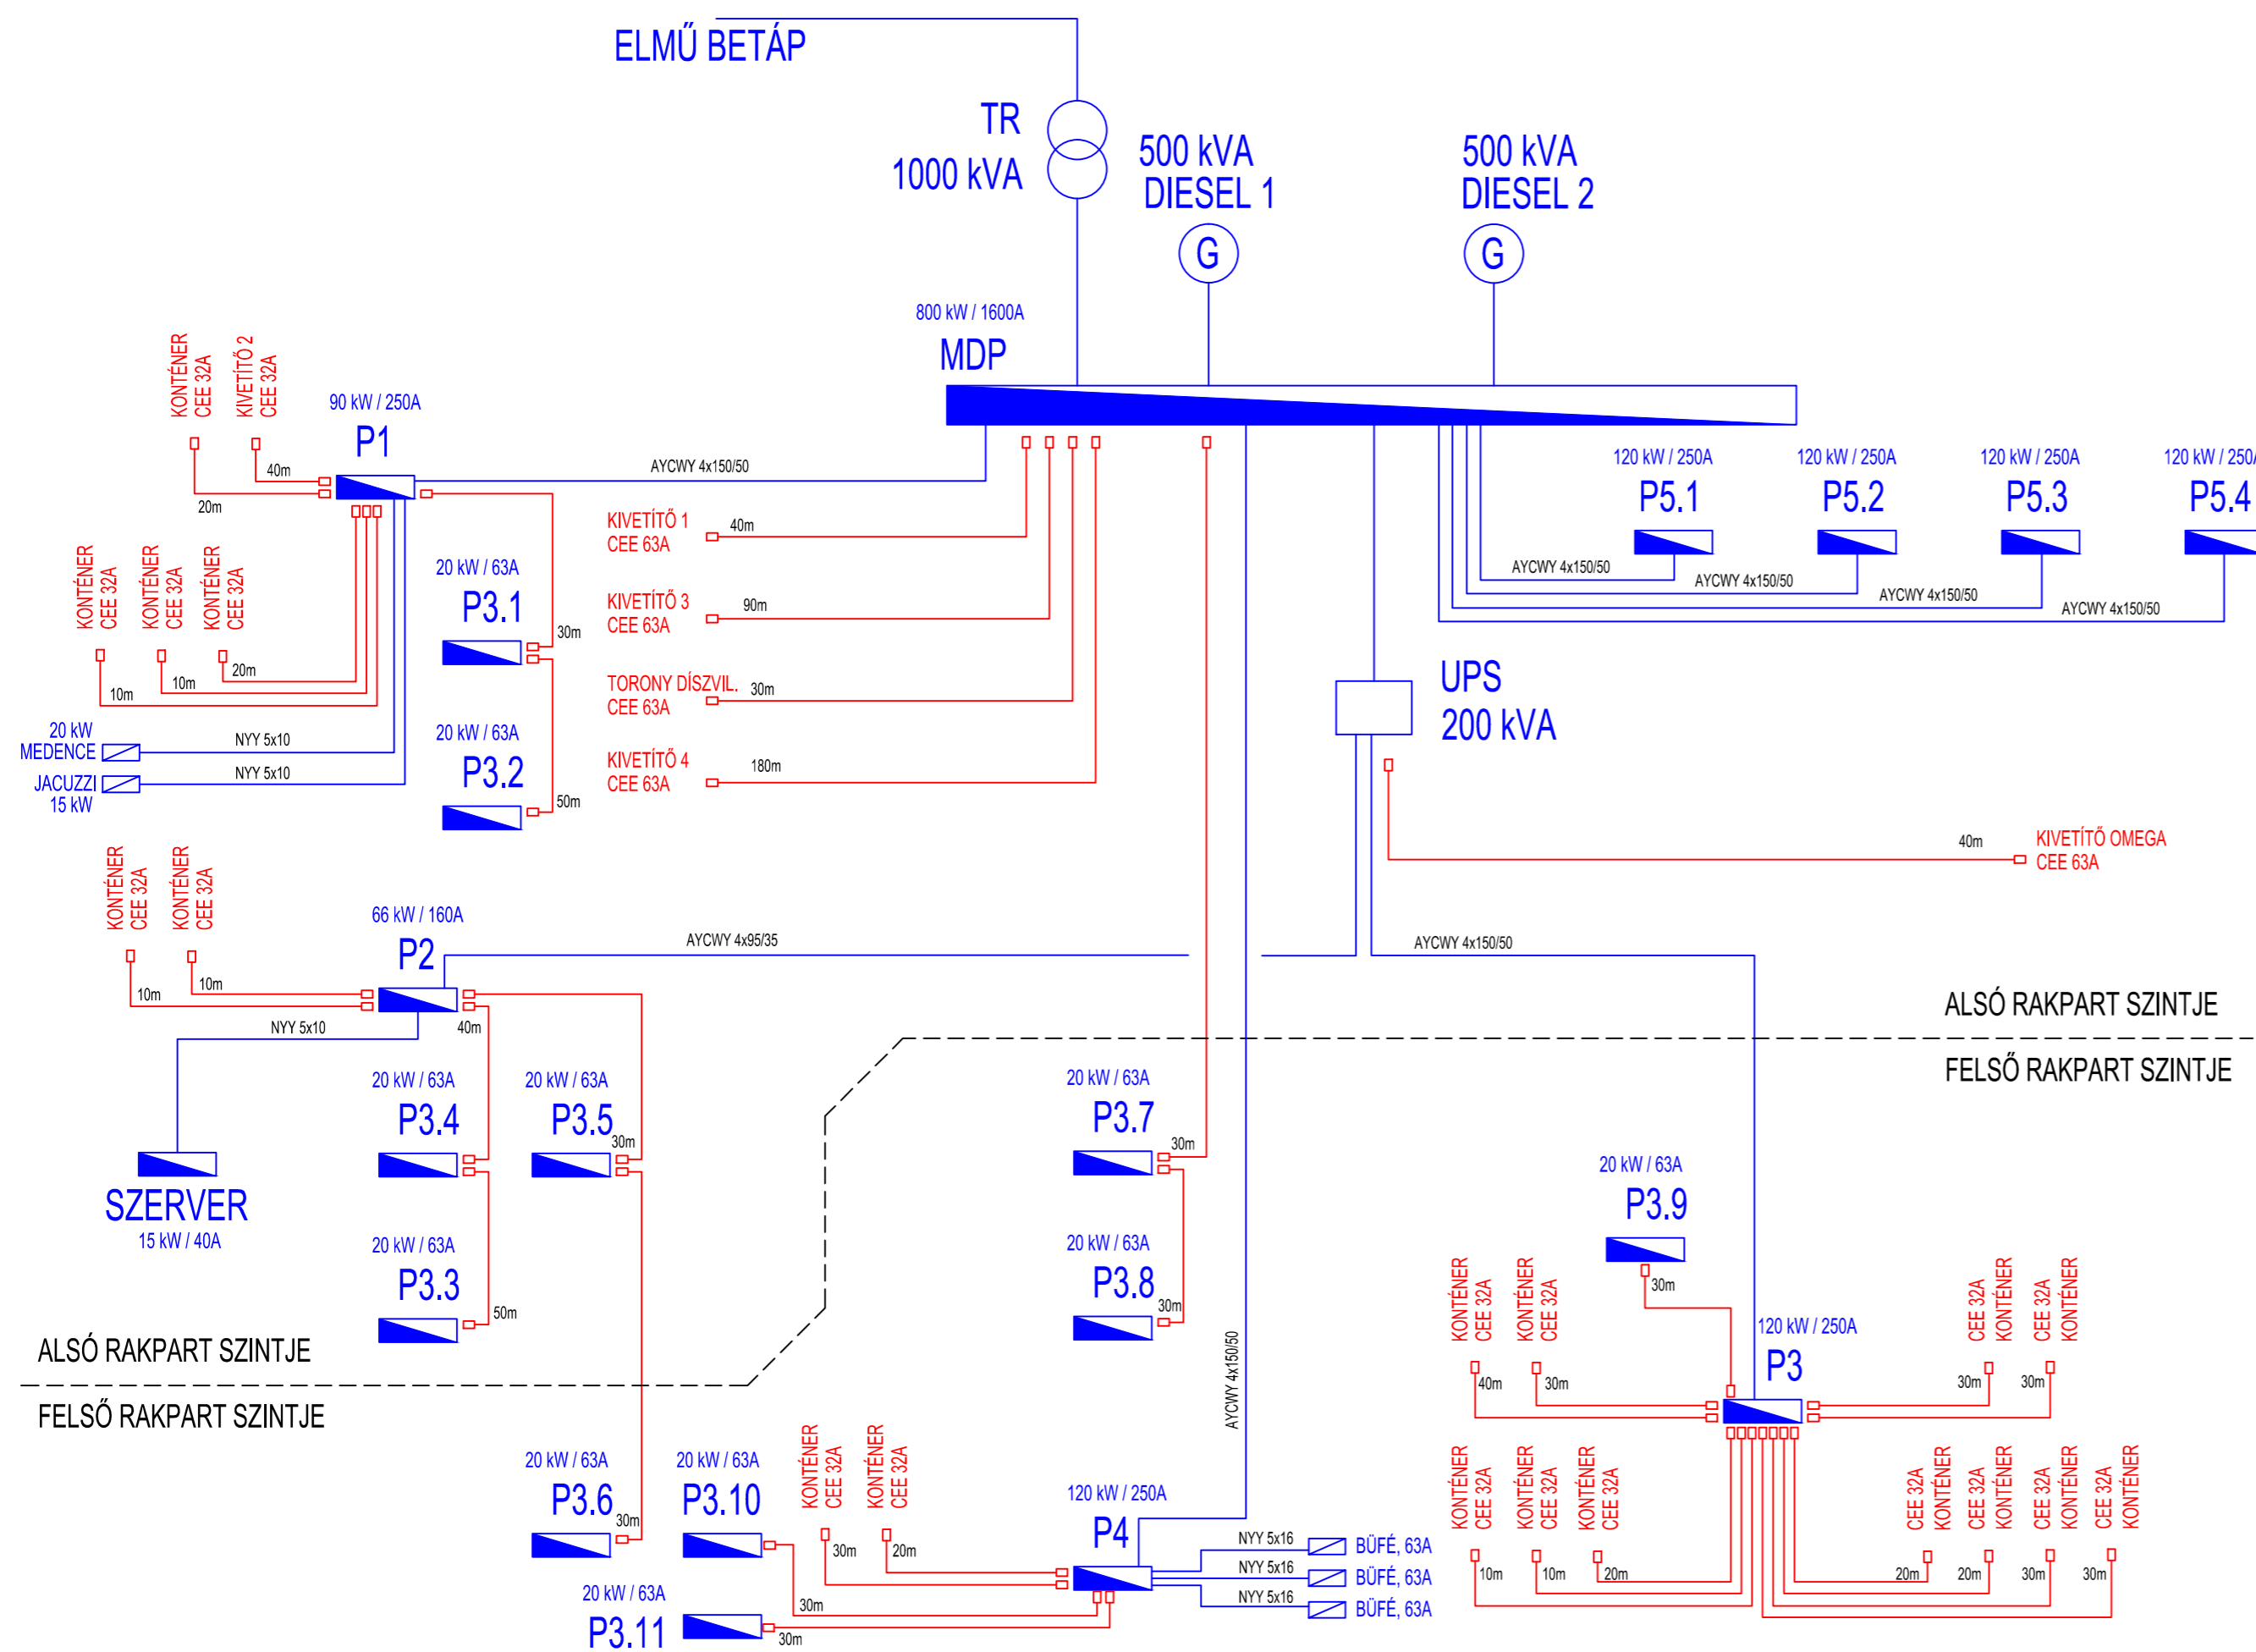 ELMŰ BETÁP
TR
1000 kVA
500 kVA
DIESEL 1
G
500 kVA
DIESEL 2
G
800 kW / 1600A
MDP
KONTÉNER
CEE 32A
KIVETÍTŐ 2
CEE 32A
90 kW / 250A
P1
40m
20m
AYCWY 4x150/50
KONTÉNER
CEE 32A
KONTÉNER
CEE 32A
KONTÉNER
CEE 32A
20m
10m
10m
20 kW
MEDENCE
NYY 5x10
JACUZZI
15 kW
NYY 5x10
20 kW / 63A
P3.1
30m
20 kW / 63A
P3.2
50m
KIVETÍTŐ 1
CEE 63A
40m
KIVETÍTŐ 3
CEE 63A
90m
TORONY DÍSZVIL.
CEE 63A
30m
KIVETÍTŐ 4
CEE 63A
180m
120 kW / 250A
P5.1
120 kW / 250A
P5.2
120 kW / 250A
P5.3
120 kW / 250A
P5.4
AYCWY 4x150/50
AYCWY 4x150/50
AYCWY 4x150/50
AYCWY 4x150/50
UPS
200 kVA
40m
KIVETÍTŐ OMEGA
CEE 63A
KONTÉNER
CEE 32A
KONTÉNER
CEE 32A
66 kW / 160A
P2
10m
10m
AYCWY 4x95/35
AYCWY 4x150/50
NYY 5x10
40m
ALSÓ RAKPART SZINTJE
FELSŐ RAKPART SZINTJE
SZERVER
15 kW / 40A
20 kW / 63A
P3.4
20 kW / 63A
P3.5
30m
20 kW / 63A
P3.3
50m
20 kW / 63A
P3.7
30m
20 kW / 63A
P3.8
30m
AYCWY 4x150/50
20 kW / 63A
P3.9
30m
ALSÓ RAKPART SZINTJE
FELSŐ RAKPART SZINTJE
KONTÉNER
CEE 32A
KONTÉNER
CEE 32A
CEE 32A
KONTÉNER
CEE 32A
KONTÉNER
40m
30m
120 kW / 250A
P3
30m
30m
20 kW / 63A
P3.6
30m
20 kW / 63A
P3.10
30m
20 kW / 63A
P3.11
30m
KONTÉNER
CEE 32A
KONTÉNER
CEE 32A
30m
20m
120 kW / 250A
P4
NYY 5x16
BÜFÉ, 63A
NYY 5x16
BÜFÉ, 63A
NYY 5x16
BÜFÉ, 63A
KONTÉNER
CEE 32A
KONTÉNER
CEE 32A
KONTÉNER
CEE 32A
CEE 32A
KONTÉNER
CEE 32A
KONTÉNER
CEE 32A
KONTÉNER
CEE 32A
KONTÉNER
10m
10m
20m
20m
20m
30m
30m